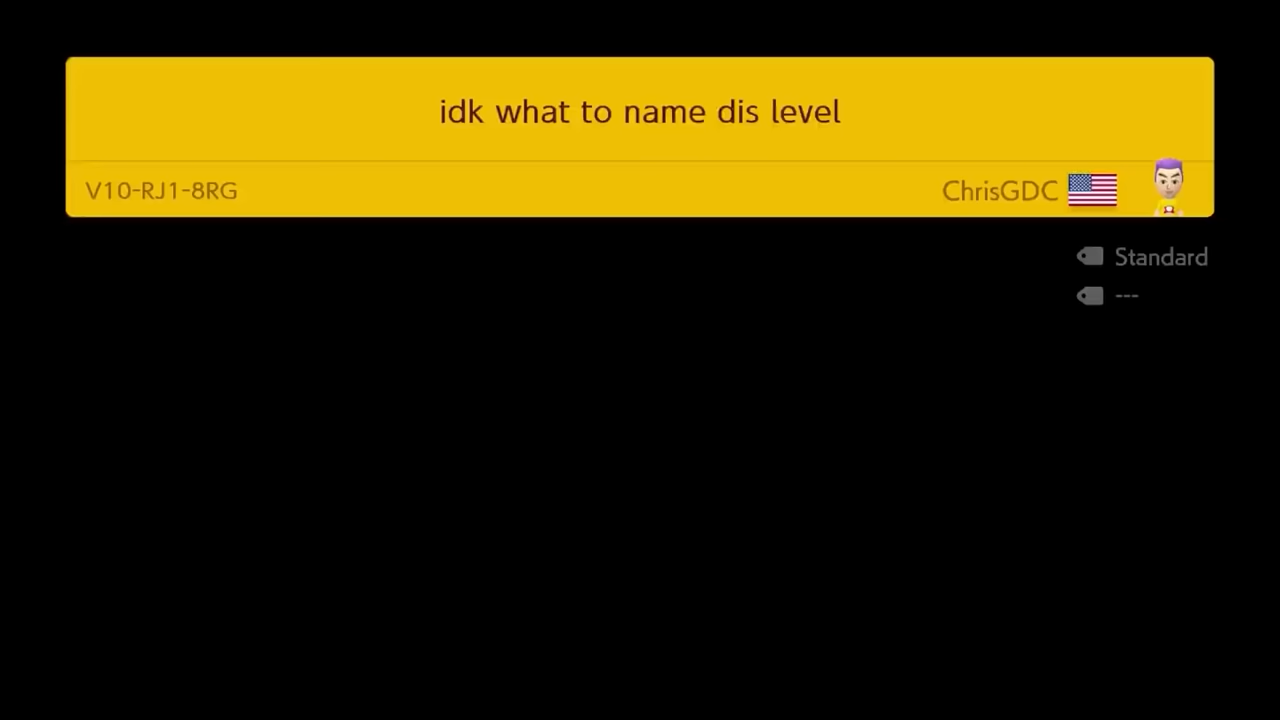 idk what to name dis level
V10-RJ1-8RG
ChrisGDC
Standard
---